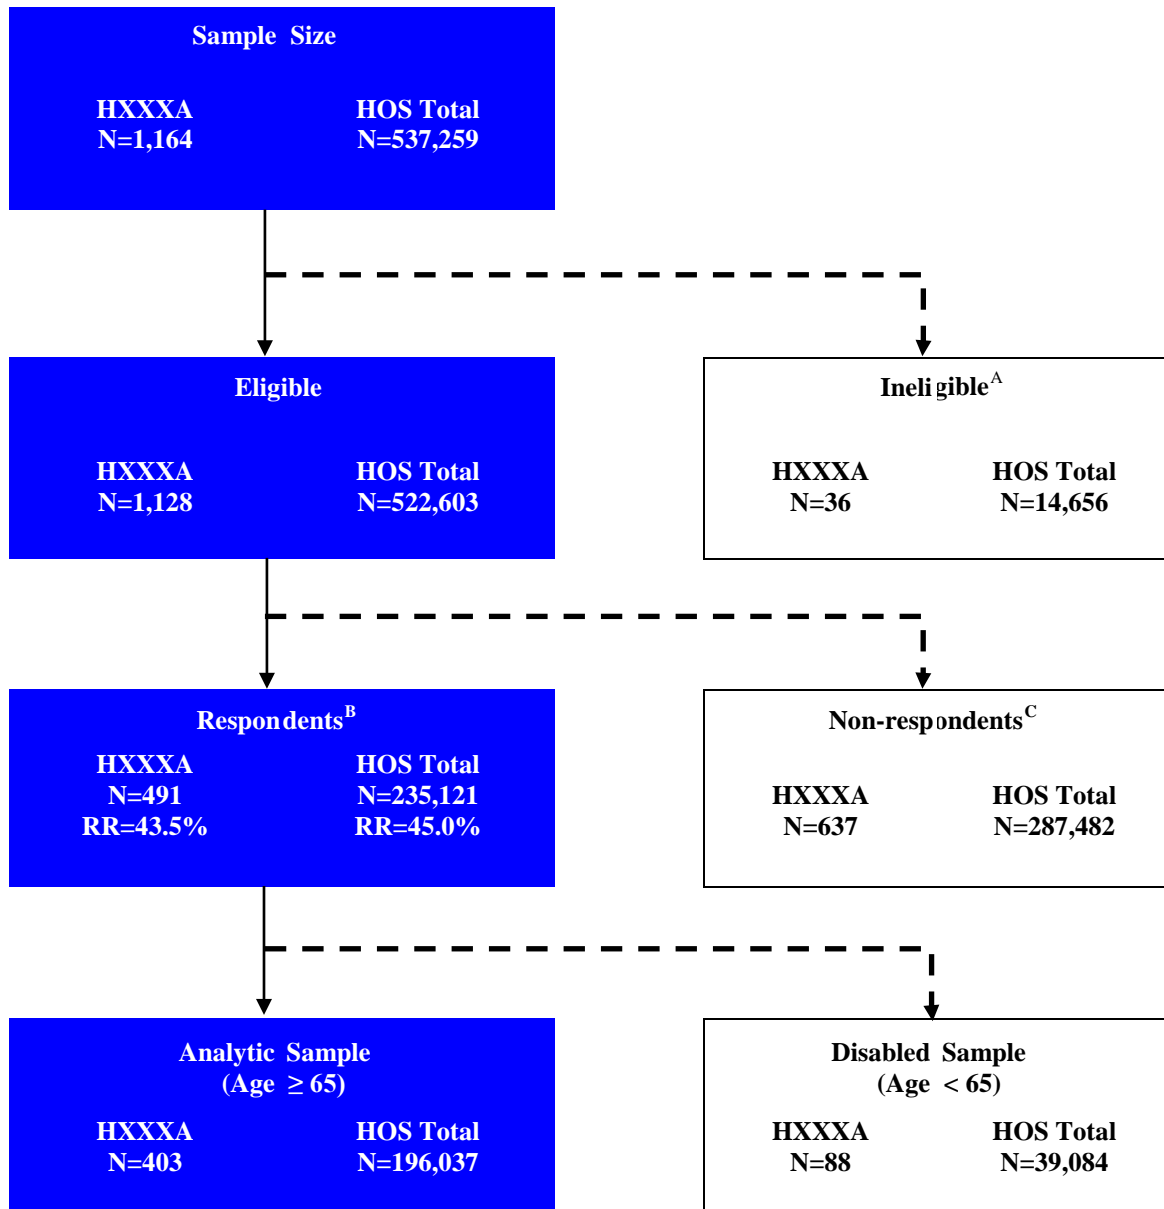 Sample Size
HXXXA HOS Total
N=1,164 N=537,259
Eligible
HXXXA HOS Total
N=1,128 N=522,603
Ineligible^A
HXXXA HOS Total
N=36 N=14,656
Respondents^B
HXXXA HOS Total
N=491 N=235,121
RR=43.5% RR=45.0%
Non-respondents^C
HXXXA HOS Total
N=637 N=287,482
Analytic Sample
(Age ≥ 65)
HXXXA HOS Total
N=403 N=196,037
Disabled Sample
(Age < 65)
HXXXA HOS Total
N=88 N=39,084